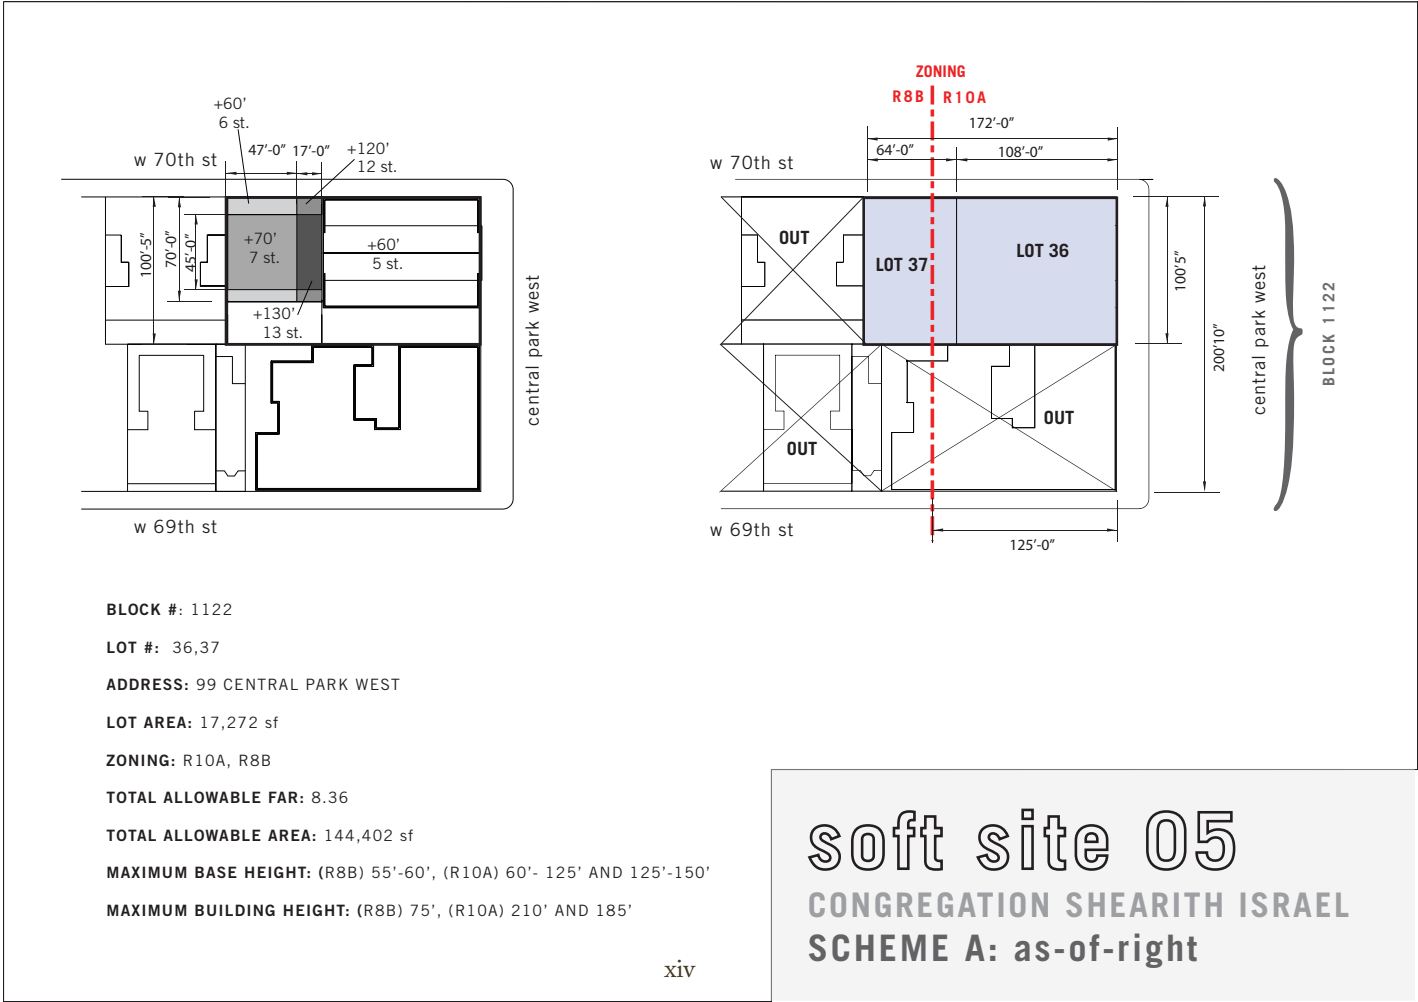 +60’
6 st.
47’-0” 17’-0”
+120’
12 st.
w 70th st
100’-5”
70’-0”
45’-0”
+70’
7 st.
+60’
5 st.
+130’
13 st.
central park west
w 69th st
ZONING
R8B R10A
172’-0”
64’-0”
108’-0”
w 70th st
OUT
LOT 37
LOT 36
100’5”
200’10”
central park west
BLOCK 1122
OUT
OUT
w 69th st
125’-0”
BLOCK #: 1122
LOT #: 36,37
ADDRESS: 99 CENTRAL PARK WEST
LOT AREA: 17,272 sf
ZONING: R10A, R8B
TOTAL ALLOWABLE FAR: 8.36
TOTAL ALLOWABLE AREA: 144,402 sf
MAXIMUM BASE HEIGHT: (R8B) 55’-60’, (R10A) 60’- 125’ AND 125’-150’
MAXIMUM BUILDING HEIGHT: (R8B) 75’, (R10A) 210’ AND 185’
soft site 05
CONGREGATION SHEARITH ISRAEL
SCHEME A: as-of-right
xiv